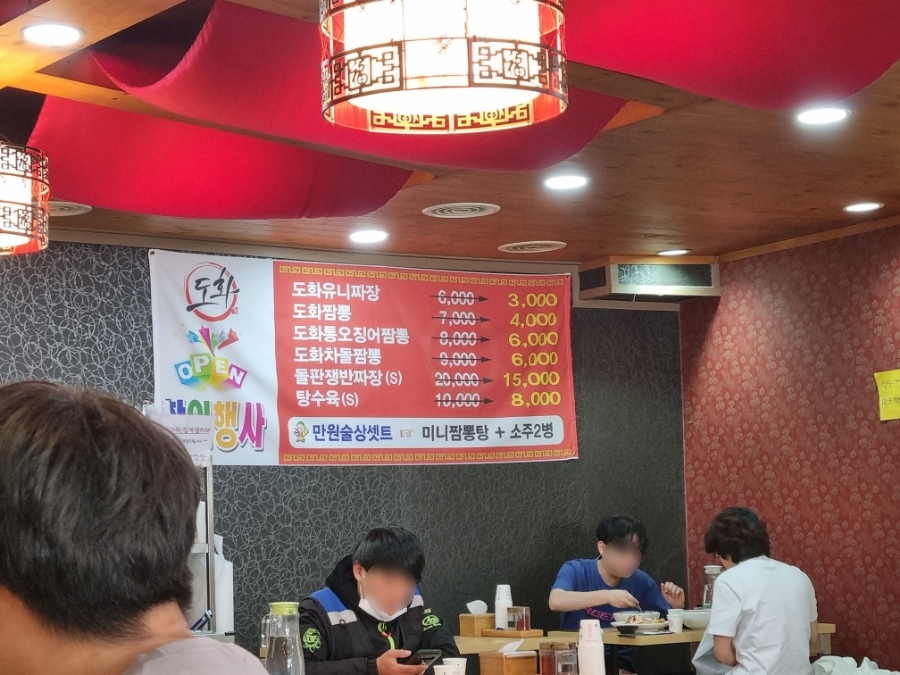 도화
OPEN
할인행사
도화유니짜장 6,000 3,000
도화짬뽕 7,000 4,000
도화통오징어짬뽕 8,000 6,000
도화차돌짬뽕 9,000 6,000
돌판쟁반짜장(S) 20,000 15,000
탕수육(S) 10,000 8,000
만원술상셋트 ☞ 미니짬뽕탕 + 소주2병